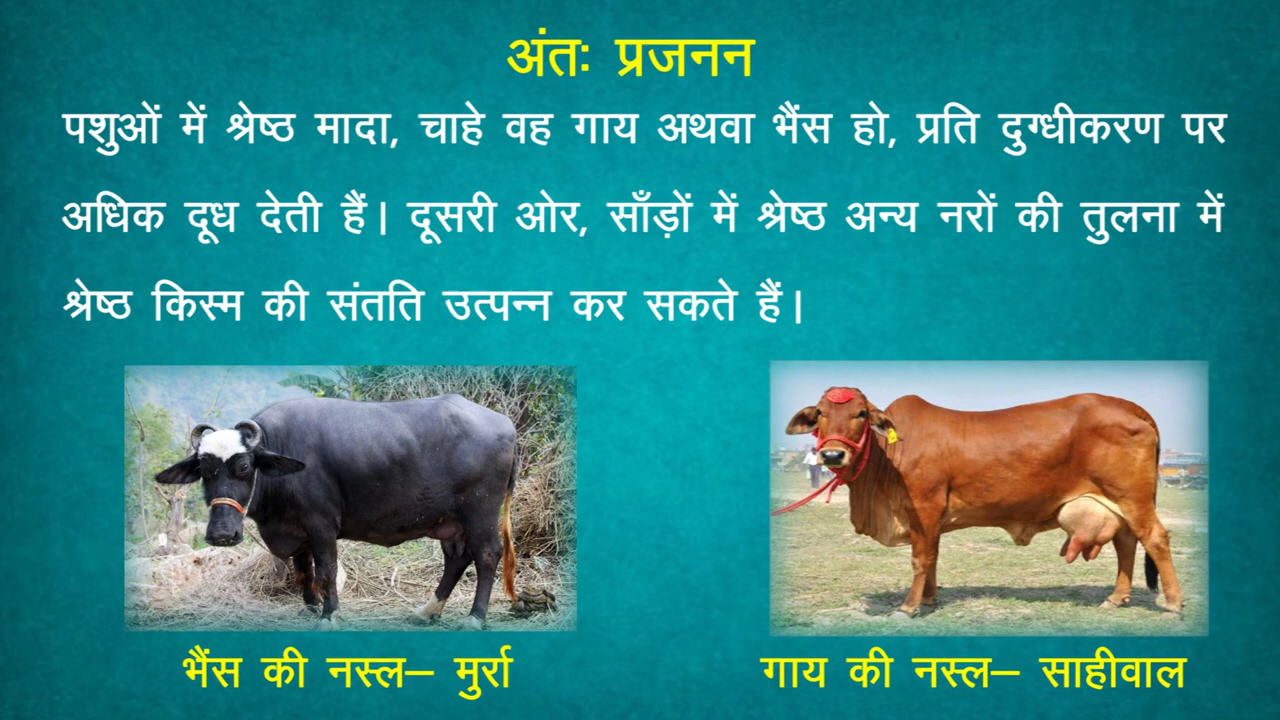 अंतः प्रजनन
पशुओं में श्रेष्ठ मादा, चाहे वह गाय अथवा भैंस हो, प्रति दुग्धीकरण पर
अधिक दूध देती हैं। दूसरी ओर, साँड़ों में श्रेष्ठ अन्य नरों की तुलना में
श्रेष्ठ किस्म की संतति उत्पन्न कर सकते हैं।
भैंस की नस्ल– मुर्रा
गाय की नस्ल– साहीवाल